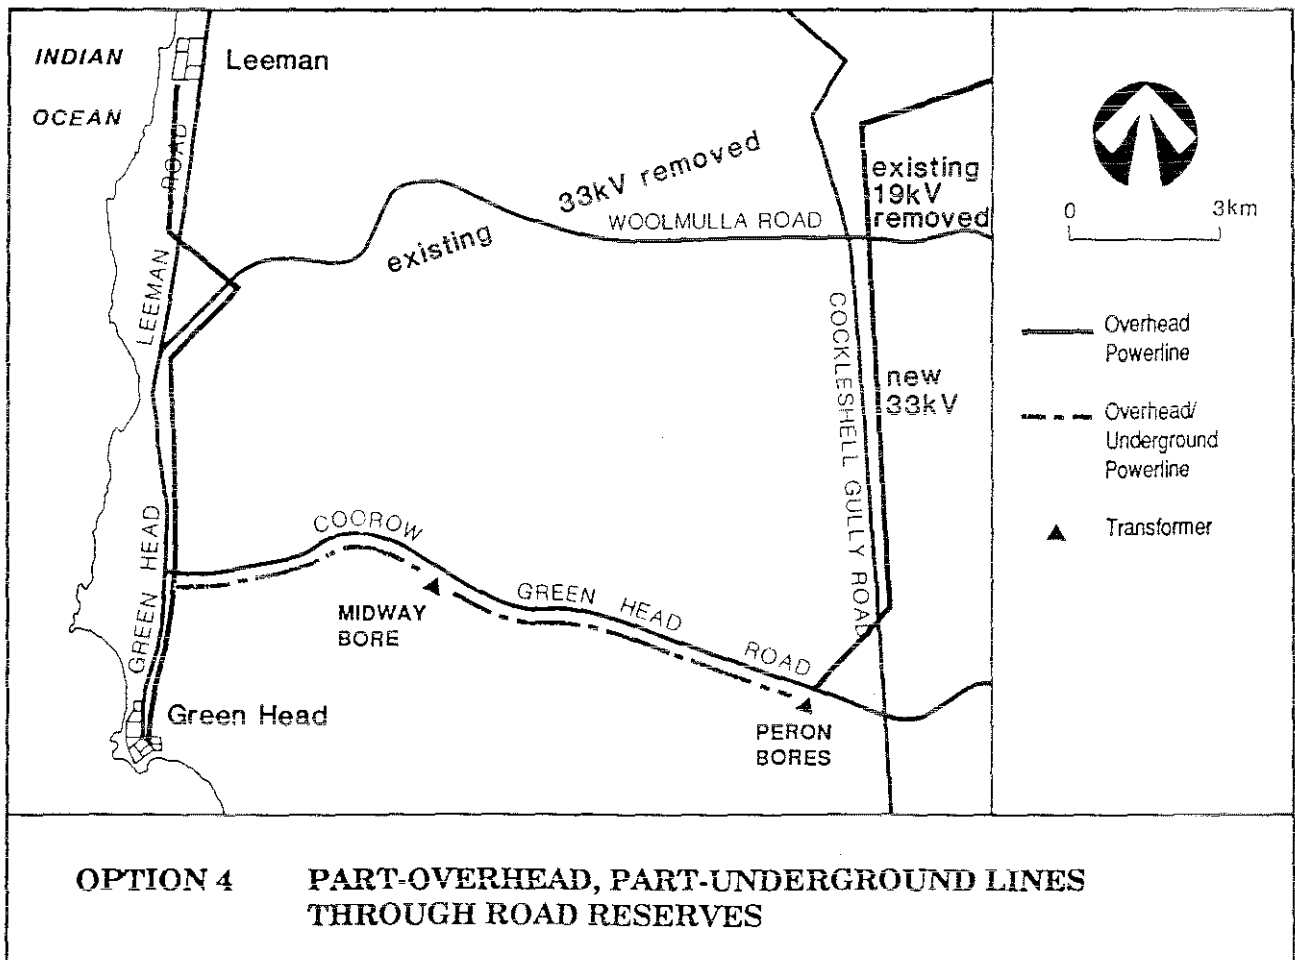 INDIAN
OCEAN
Leeman
LEEMAN ROAD
existing 33kV removed
WOOLMULLA ROAD
existing
19kV
removed
COCKLESHELL GULLY ROAD
new
33kV
GREEN HEAD
COOROW
GREEN HEAD ROAD
MIDWAY
BORE
PERON
BORES
Green Head
0 3km
Overhead
Powerline
Overhead/
Underground
Powerline
Transformer
OPTION 4 PART-OVERHEAD, PART-UNDERGROUND LINES
THROUGH ROAD RESERVES